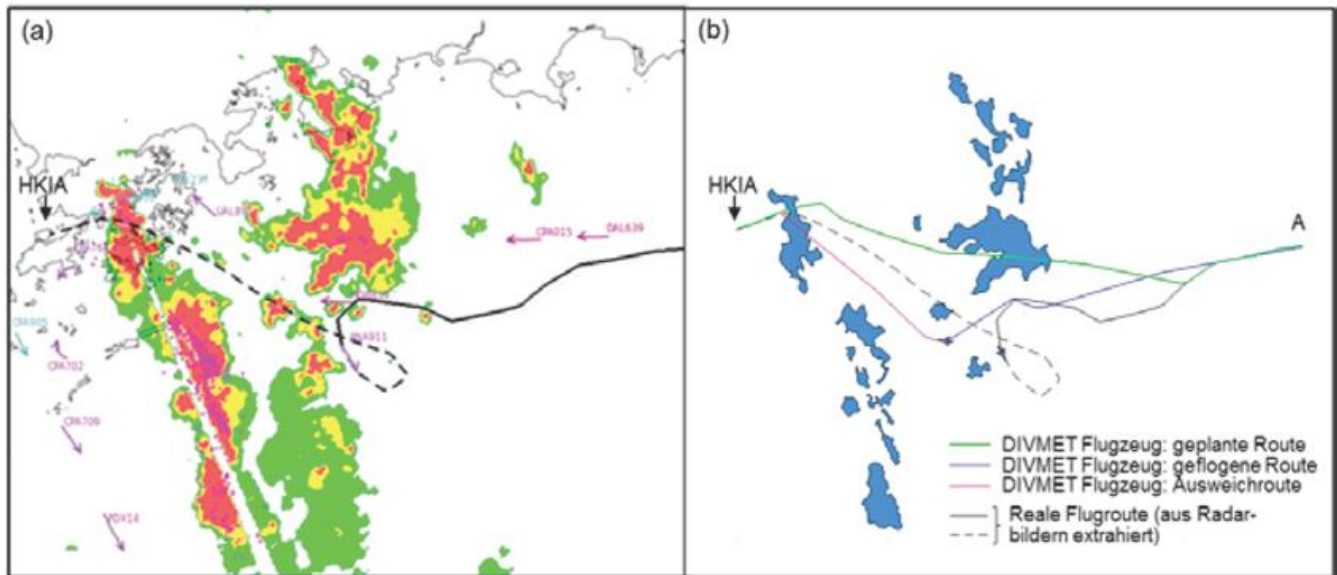 (a)
HKIA
CPA015
DAL639
CPA702
CPA709
(b)
HKIA
A
DIVMET Flugzeug: geplante Route
DIVMET Flugzeug: geflogene Route
DIVMET Flugzeug: Ausweichroute
Reale Flugroute (aus Radar-
bildern extrahiert)